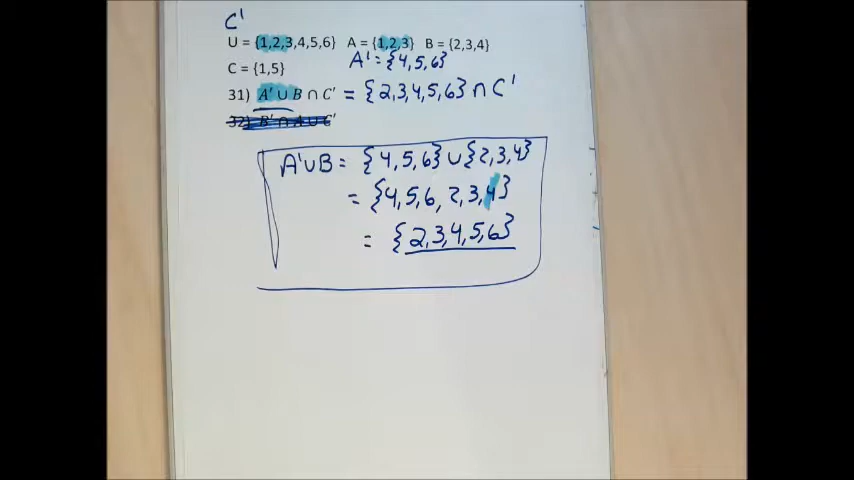 C'
U = {1,2,3,4,5,6} A = {1,2,3} B = {2,3,4}
A' = {4,5,6}
C = {1,5}
31) A' ∪ B ∩ C' = {2,3,4,5,6} ∩ C'
32) B' ∩ A ∪ C'
A'∪B = {4,5,6} ∪ {2,3,4}
= {4,5,6,2,3,4}
= {2,3,4,5,6}